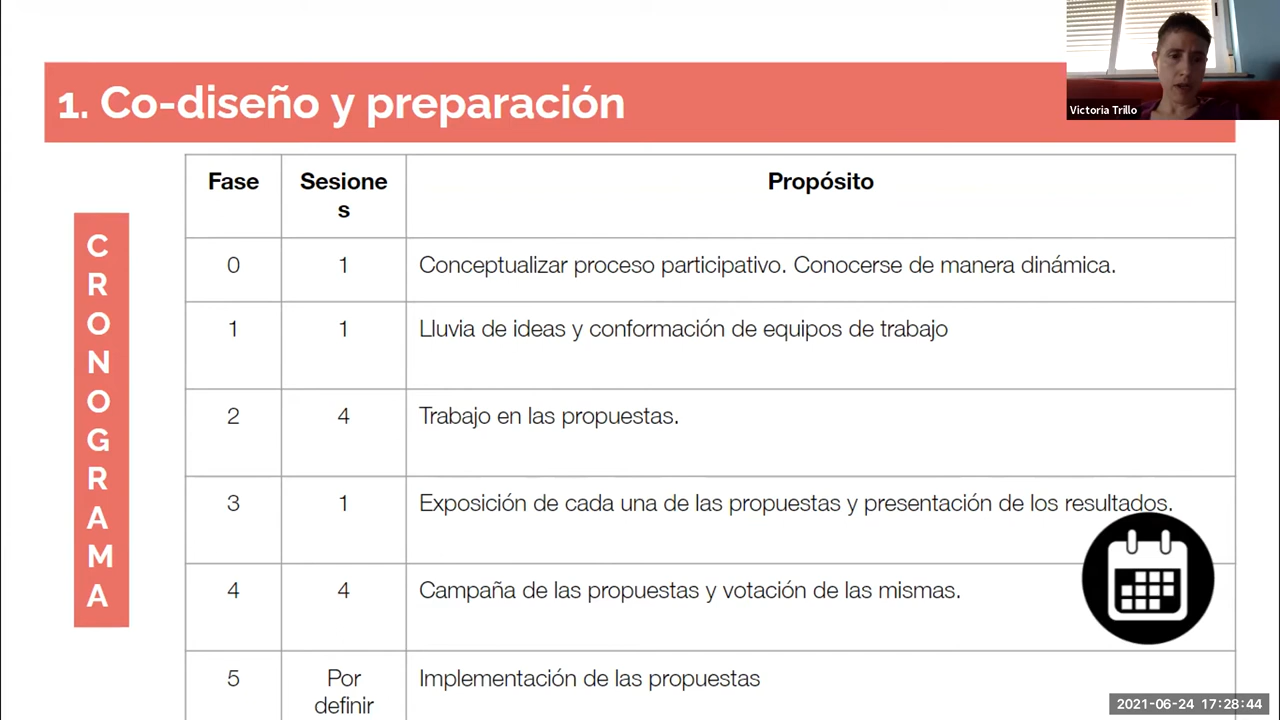 1. Co-diseño y preparación
Victoria Trillo
CRONOGRAMA
Fase Sesione Propósito
s
0 1 Conceptualizar proceso participativo. Conocerse de manera dinámica.
1 1 Lluvia de ideas y conformación de equipos de trabajo
2 4 Trabajo en las propuestas.
3 1 Exposición de cada una de las propuestas y presentación de los resultados.
4 4 Campaña de las propuestas y votación de las mismas.
5 Por Implementación de las propuestas
definir
2021-06-24 17:28:44